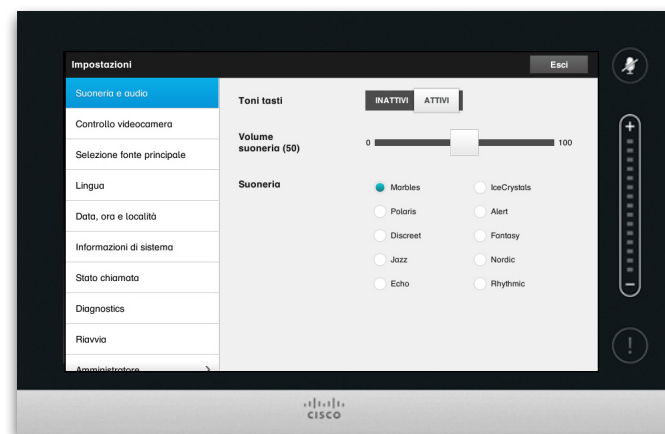 Impostazioni
Esci
Suoneria e audio
Controllo videocamera
Selezione fonte principale
Lingua
Data, ora e località
Informazioni di sistema
Stato chiamata
Diagnostics
Riavvia
Amministratore
Toni tasti
INATTIVI ATTIVI
Volume
suoneria (50)
0 100
Suoneria
Marbles IceCrystals
Polaris Alert
Discreet Fantasy
Jazz Nordic
Echo Rhythmic
+
−
!
CISCO